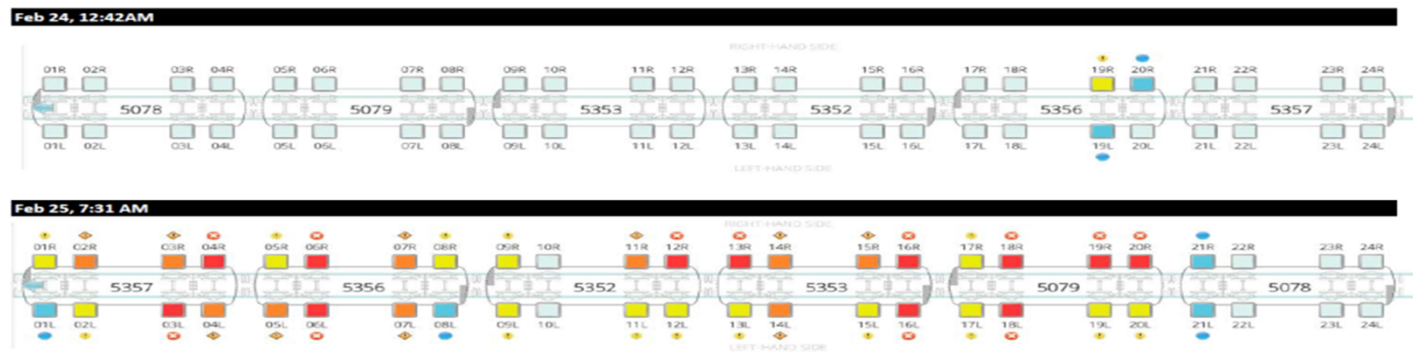 Feb 24, 12:42AM
RIGHT-HAND SIDE
01R 02R 03R 04R 05R 06R 07R 08R 09R 10R 11R 12R 13R 14R 15R 16R 17R 18R 19R 20R 21R 22R 23R 24R
5078 5079 5353 5352 5356 5357
01L 02L 03L 04L 05L 06L 07L 08L 09L 10L 11L 12L 13L 14L 15L 16L 17L 18L 19L 20L 21L 22L 23L 24L
LEFT-HAND SIDE
Feb 25, 7:31 AM
RIGHT-HAND SIDE
01R 02R 03R 04R 05R 06R 07R 08R 09R 10R 11R 12R 13R 14R 15R 16R 17R 18R 19R 20R 21R 22R 23R 24R
5357 5356 5352 5353 5079 5078
01L 02L 03L 04L 05L 06L 07L 08L 09L 10L 11L 12L 13L 14L 15L 16L 17L 18L 19L 20L 21L 22L 23L 24L
LEFT-HAND SIDE